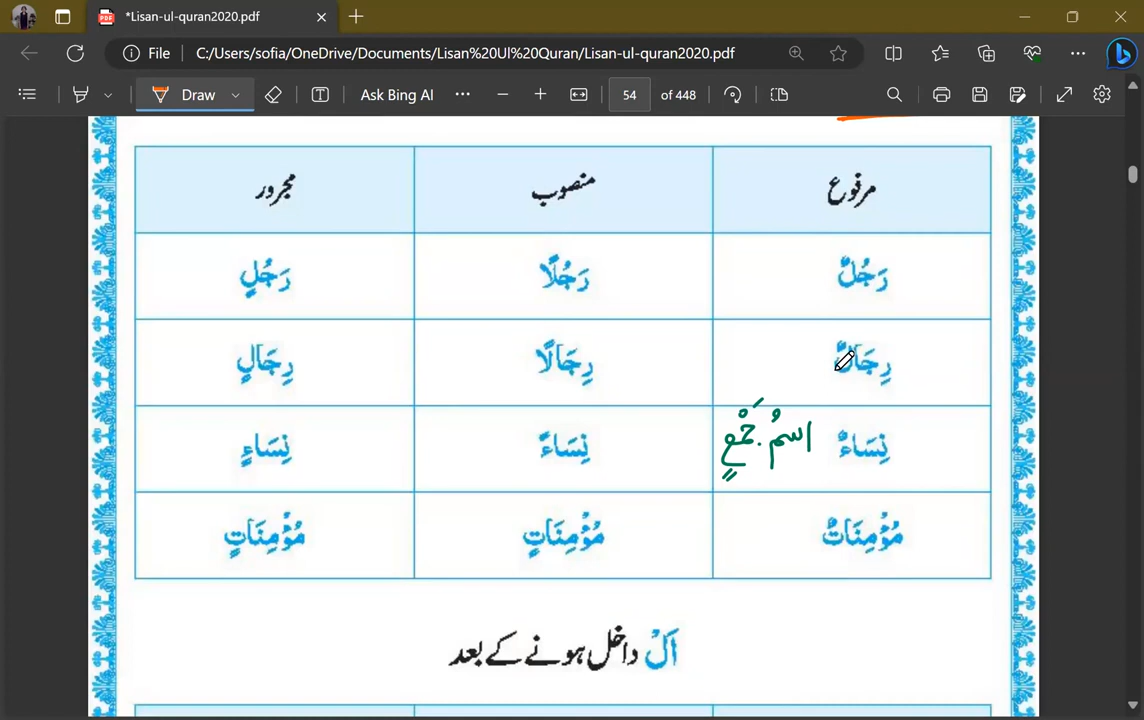 *Lisan-ul-quran2020.pdf
File C:/Users/sofia/OneDrive/Documents/Lisan%20Ul%20Quran/Lisan-ul-quran2020.pdf
Draw Ask Bing AI 54 of 448
مرفوع منصوب مجرور
رَجُلٌ رَجُلًا رَجُلٍ
رِجَالٌ رِجَالًا رِجَالٍ
نِسَاءٌ اسمُ جَمْعٍ نِسَاءً نِسَاءٍ
مُؤْمِنَاتٌ مُؤْمِنَاتٍ مُؤْمِنَاتٍ
اَلْ داخل ہونے کے بعد